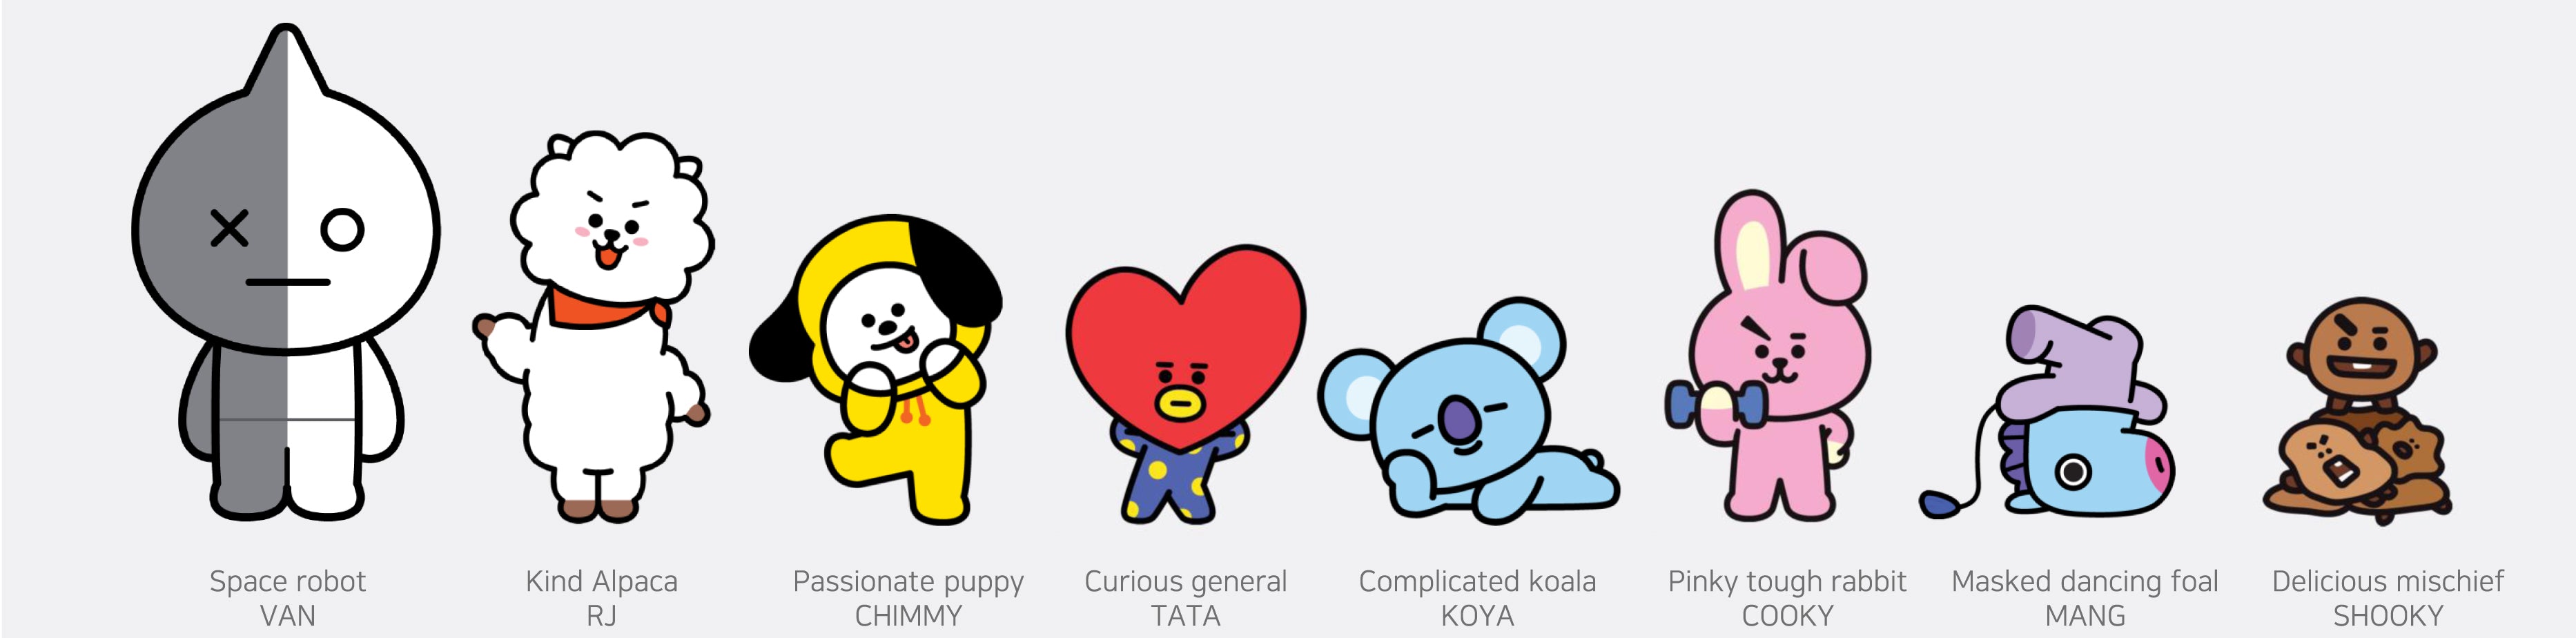 Space robot
VAN
Kind Alpaca
RJ
Passionate puppy
CHIMMY
Curious general
TATA
Complicated koala
KOYA
Pinky tough rabbit
COOKY
Masked dancing foal
MANG
Delicious mischief
SHOOKY